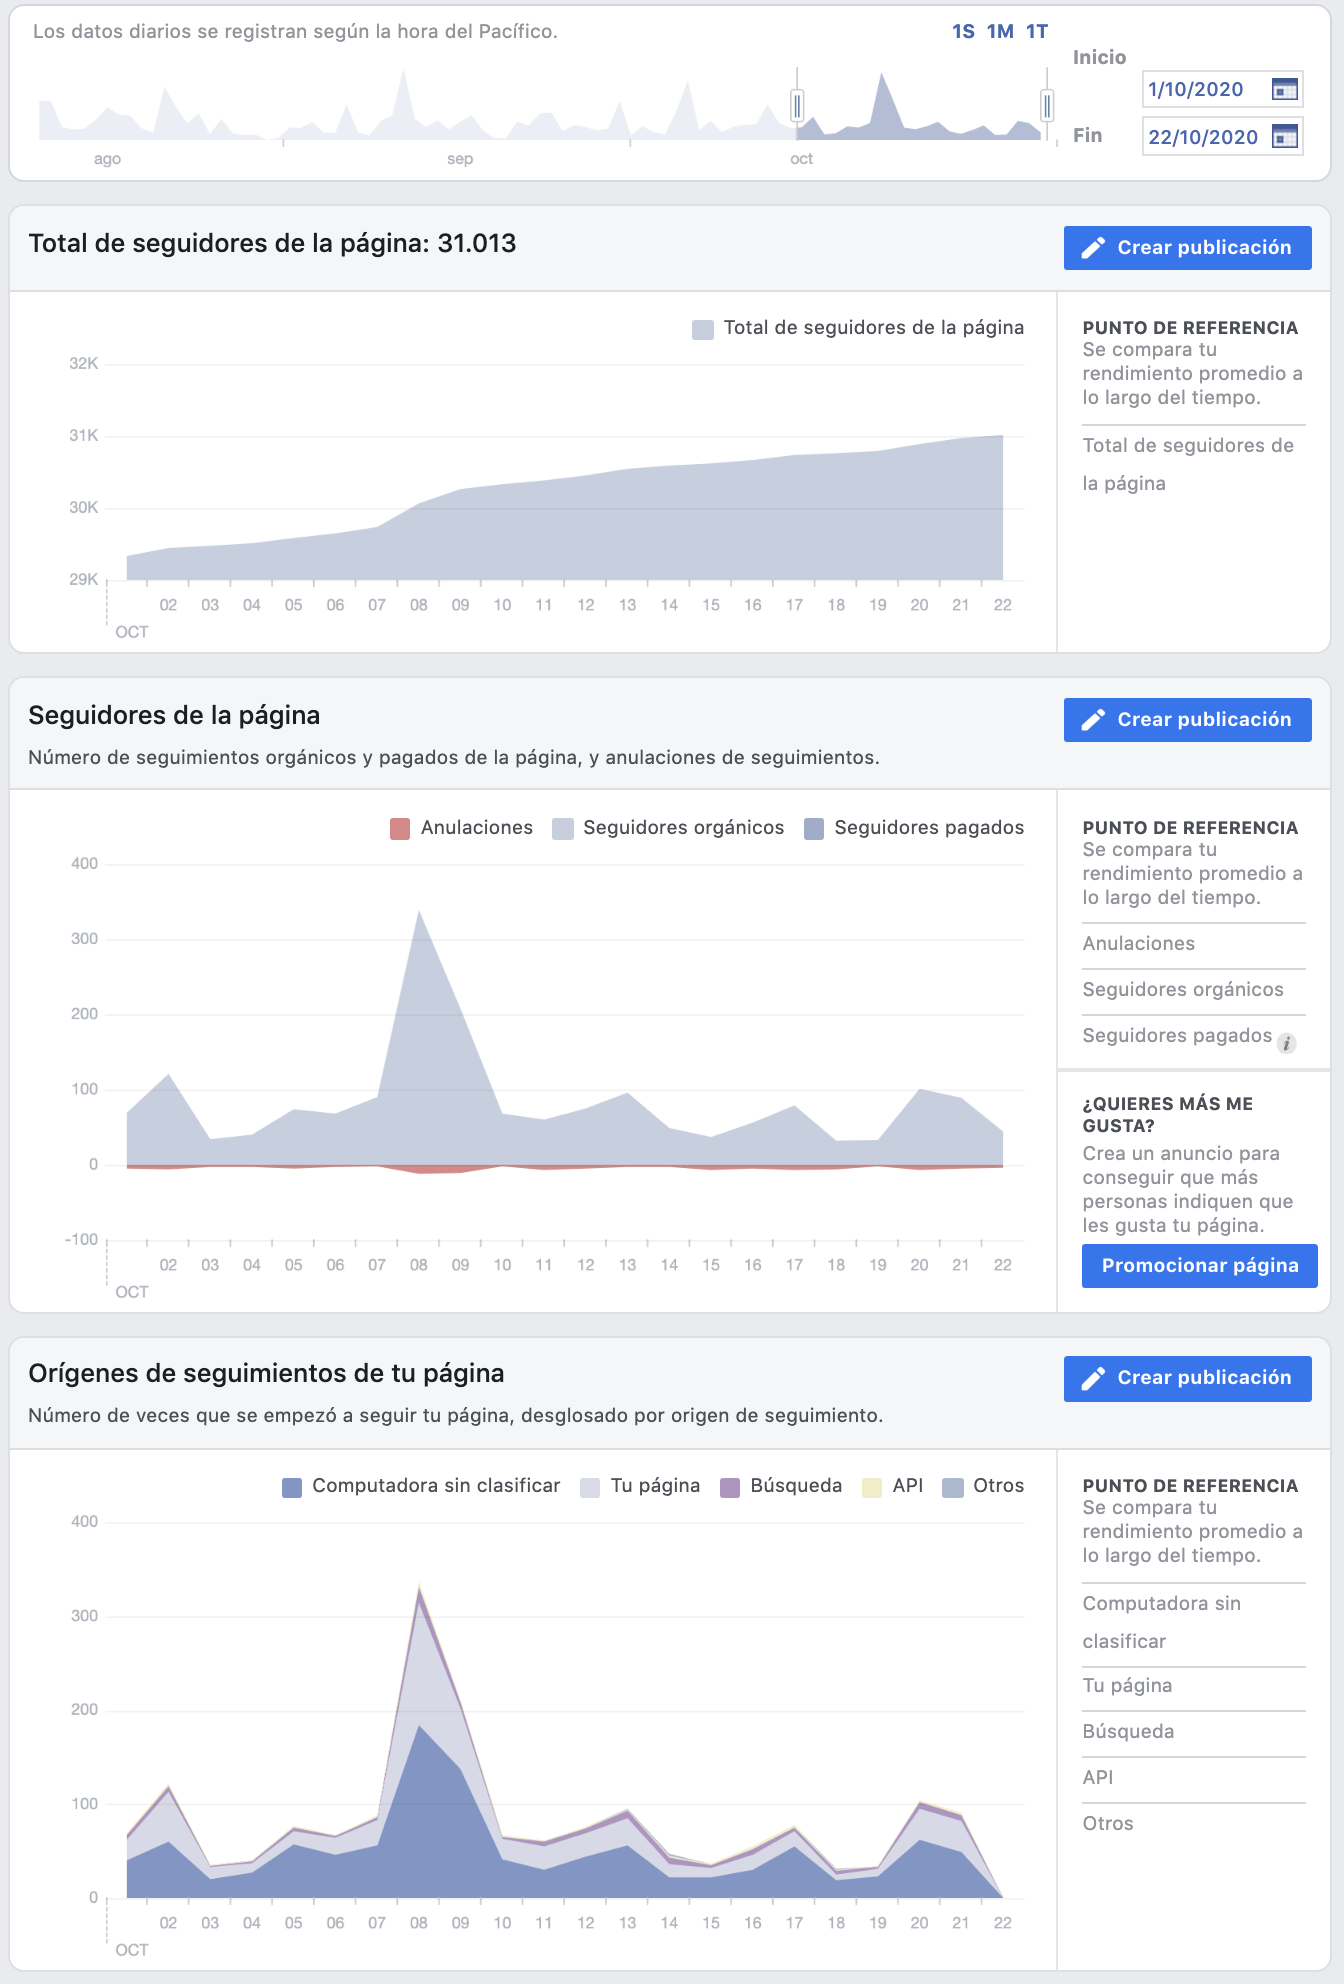 Los datos diarios se registran según la hora del Pacífico.
1S 1M 1T
Inicio
1/10/2020
Fin
22/10/2020
ago sep oct
Total de seguidores de la página: 31.013
Crear publicación
Total de seguidores de la página
32K
31K
30K
29K
02 03 04 05 06 07 08 09 10 11 12 13 14 15 16 17 18 19 20 21 22
OCT
PUNTO DE REFERENCIA
Se compara tu
rendimiento promedio a
lo largo del tiempo.
Total de seguidores de
la página
Seguidores de la página
Número de seguimientos orgánicos y pagados de la página, y anulaciones de seguimientos.
Crear publicación
Anulaciones Seguidores orgánicos Seguidores pagados
400
300
200
100
0
-100
02 03 04 05 06 07 08 09 10 11 12 13 14 15 16 17 18 19 20 21 22
OCT
PUNTO DE REFERENCIA
Se compara tu
rendimiento promedio a
lo largo del tiempo.
Anulaciones
Seguidores orgánicos
Seguidores pagados i
¿QUIERES MÁS ME
GUSTA?
Crea un anuncio para
conseguir que más
personas indiquen que
les gusta tu página.
Promocionar página
Orígenes de seguimientos de tu página
Número de veces que se empezó a seguir tu página, desglosado por origen de seguimiento.
Crear publicación
Computadora sin clasificar Tu página Búsqueda API Otros
400
300
200
100
0
02 03 04 05 06 07 08 09 10 11 12 13 14 15 16 17 18 19 20 21 22
OCT
PUNTO DE REFERENCIA
Se compara tu
rendimiento promedio a
lo largo del tiempo.
Computadora sin
clasificar
Tu página
Búsqueda
API
Otros